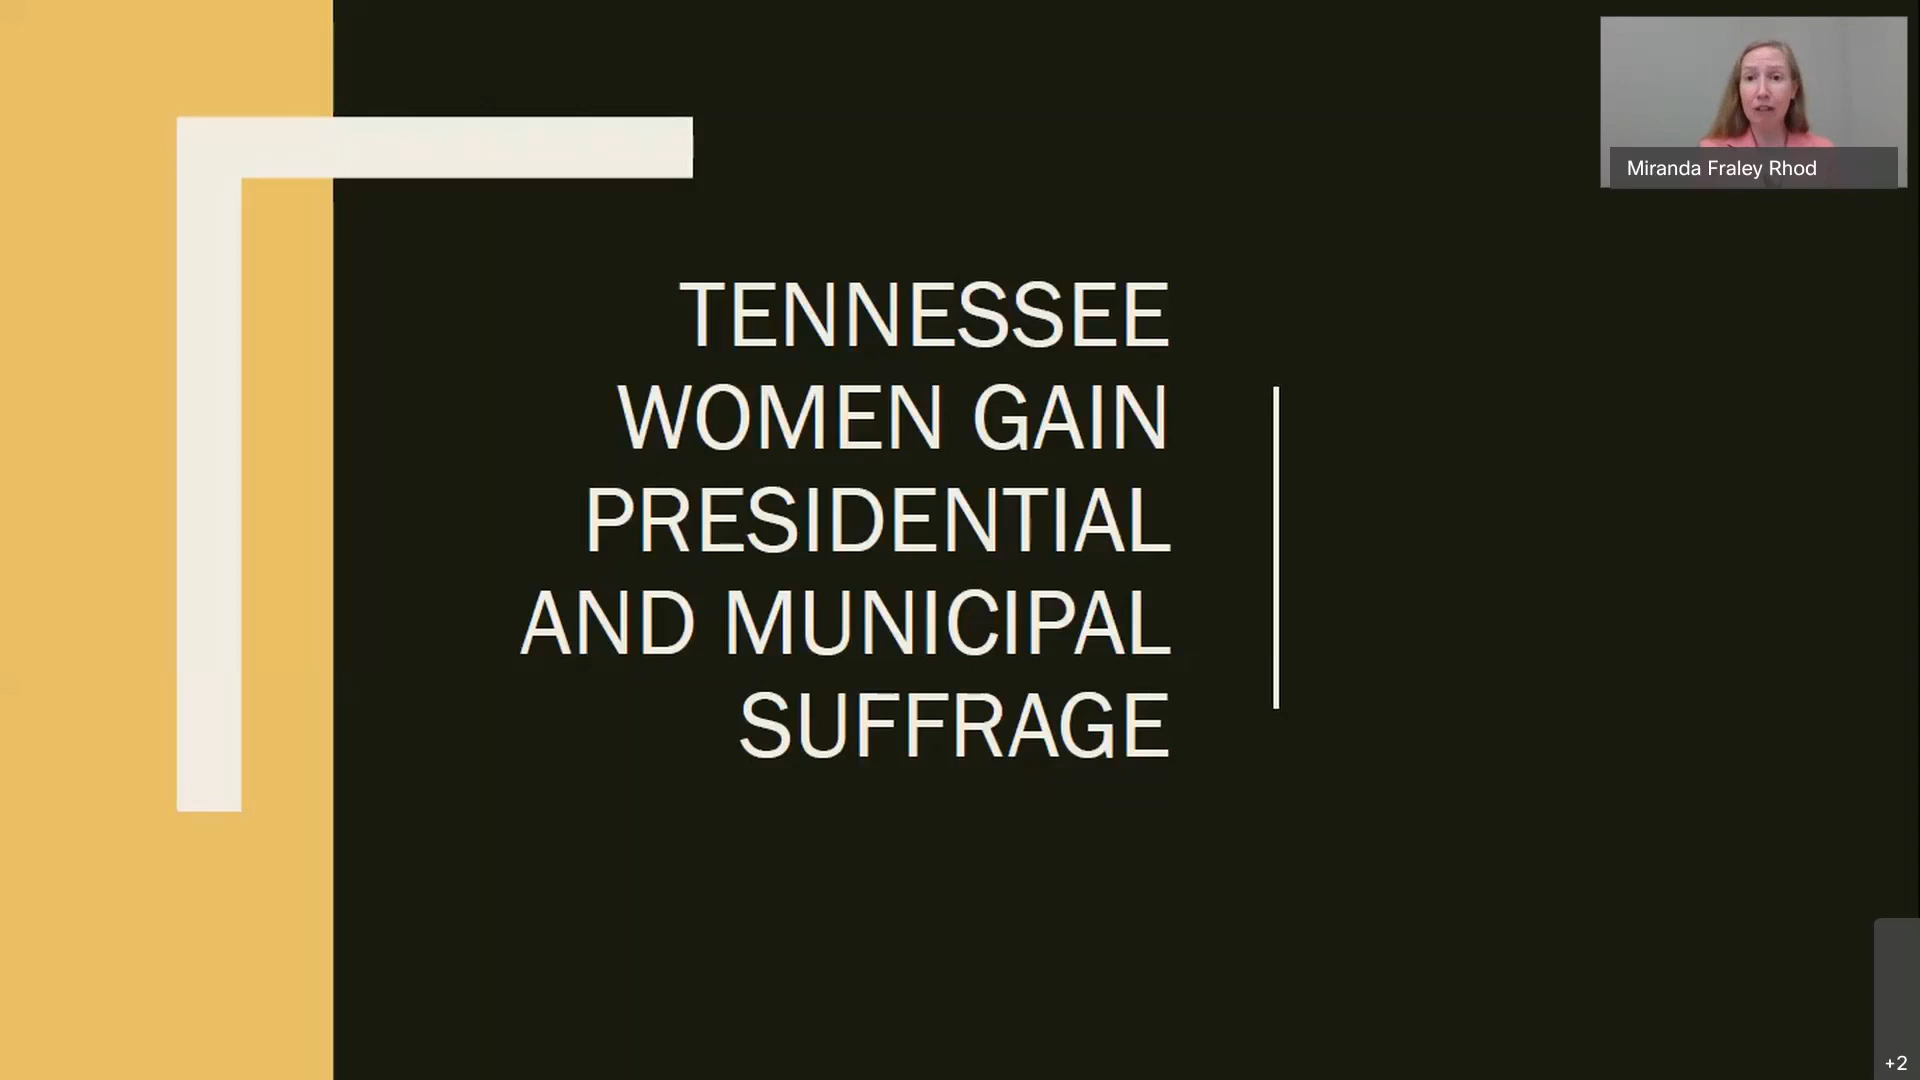 TENNESSEE
WOMEN GAIN
PRESIDENTIAL
AND MUNICIPAL
SUFFRAGE
Miranda Fraley Rhod
+2